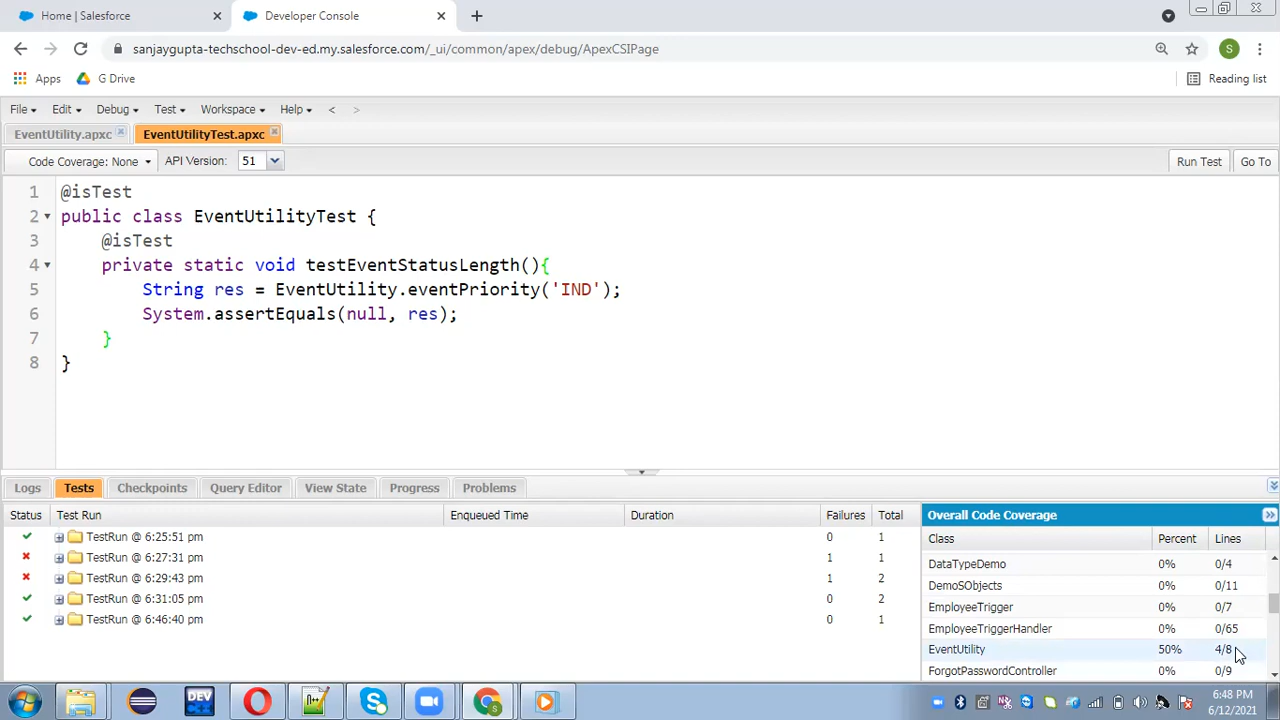 Home | Salesforce
Developer Console
sanjaygupta-techschool-dev-ed.my.salesforce.com/_ui/common/apex/debug/ApexCSIPage
S
Apps
G Drive
Reading list
File
Edit
Debug
Test
Workspace
Help
<
>
EventUtility.apxc
EventUtilityTest.apxc
Code Coverage: None
API Version:
51
Run Test
Go To
1 @isTest
2 public class EventUtilityTest {
3 @isTest
4 private static void testEventStatusLength(){
5 String res = EventUtility.eventPriority('IND');
6 System.assertEquals(null, res);
7 }
8 }
Logs
Tests
Checkpoints
Query Editor
View State
Progress
Problems
Status
Test Run
Enqueued Time
Duration
Failures
Total
TestRun @ 6:25:51 pm 0 1
TestRun @ 6:27:31 pm 1 1
TestRun @ 6:29:43 pm 1 2
TestRun @ 6:31:05 pm 0 2
TestRun @ 6:46:40 pm 0 1
Overall Code Coverage
Class Percent Lines
DataTypeDemo 0% 0/4
DemoSObjects 0% 0/11
EmployeeTrigger 0% 0/7
EmployeeTriggerHandler 0% 0/65
EventUtility 50% 4/8
ForgotPasswordController 0% 0/9
DEV
6:48 PM
6/12/2021